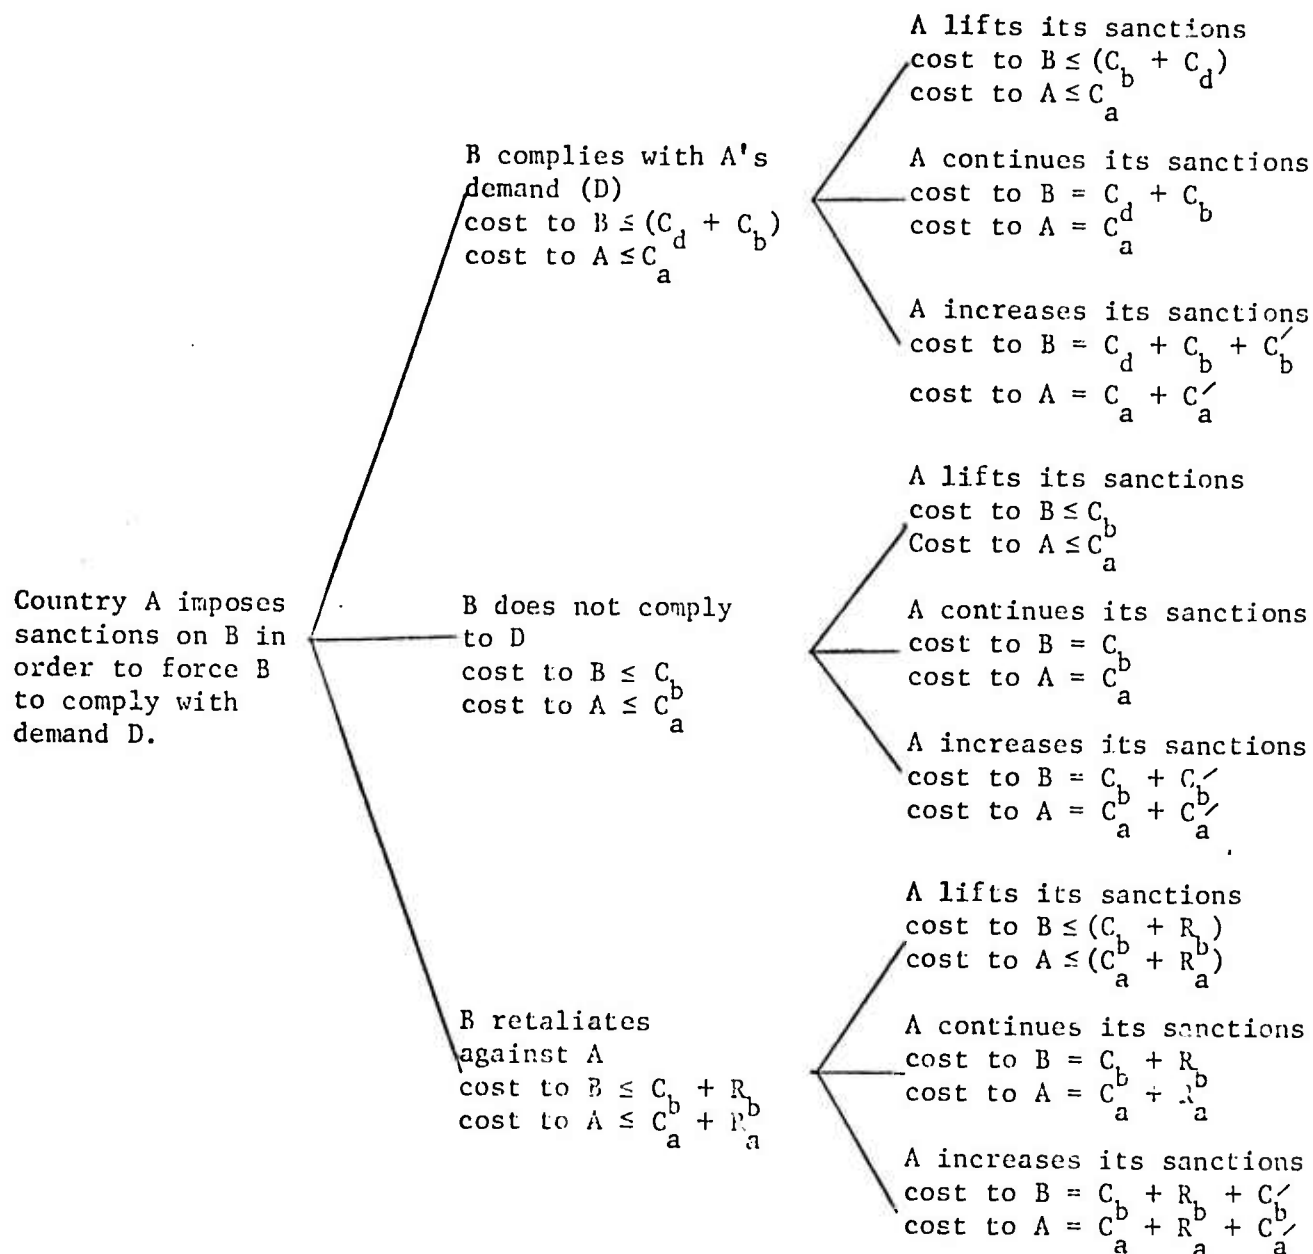 Country A imposes
sanctions on B in
order to force B
to comply with
demand D.
B complies with A's
demand (D)
cost to B ≤ (C_d + C_b)
cost to A ≤ C_a
A lifts its sanctions
cost to B ≤ (C_b + C_d)
cost to A ≤ C_a
A continues its sanctions
cost to B = C_d + C_b
cost to A = C_a
A increases its sanctions
cost to B = C_d + C_b + C′_b
cost to A = C_a + C′_a
B does not comply
to D
cost to B ≤ C_b
cost to A ≤ C_a
A lifts its sanctions
cost to B ≤ C_b
Cost to A ≤ C_a
A continues its sanctions
cost to B = C_b
cost to A = C_a
A increases its sanctions
cost to B = C_b + C′_b
cost to A = C_a + C′_a
B retaliates
against A
cost to B ≤ C_b + R_b
cost to A ≤ C_a + R_a
A lifts its sanctions
cost to B ≤ (C_b + R_b)
cost to A ≤ (C_a + R_a)
A continues its sanctions
cost to B = C_b + R_b
cost to A = C_a + R_a
A increases its sanctions
cost to B = C_b + R_b + C′_b
cost to A = C_a + R_a + C′_a